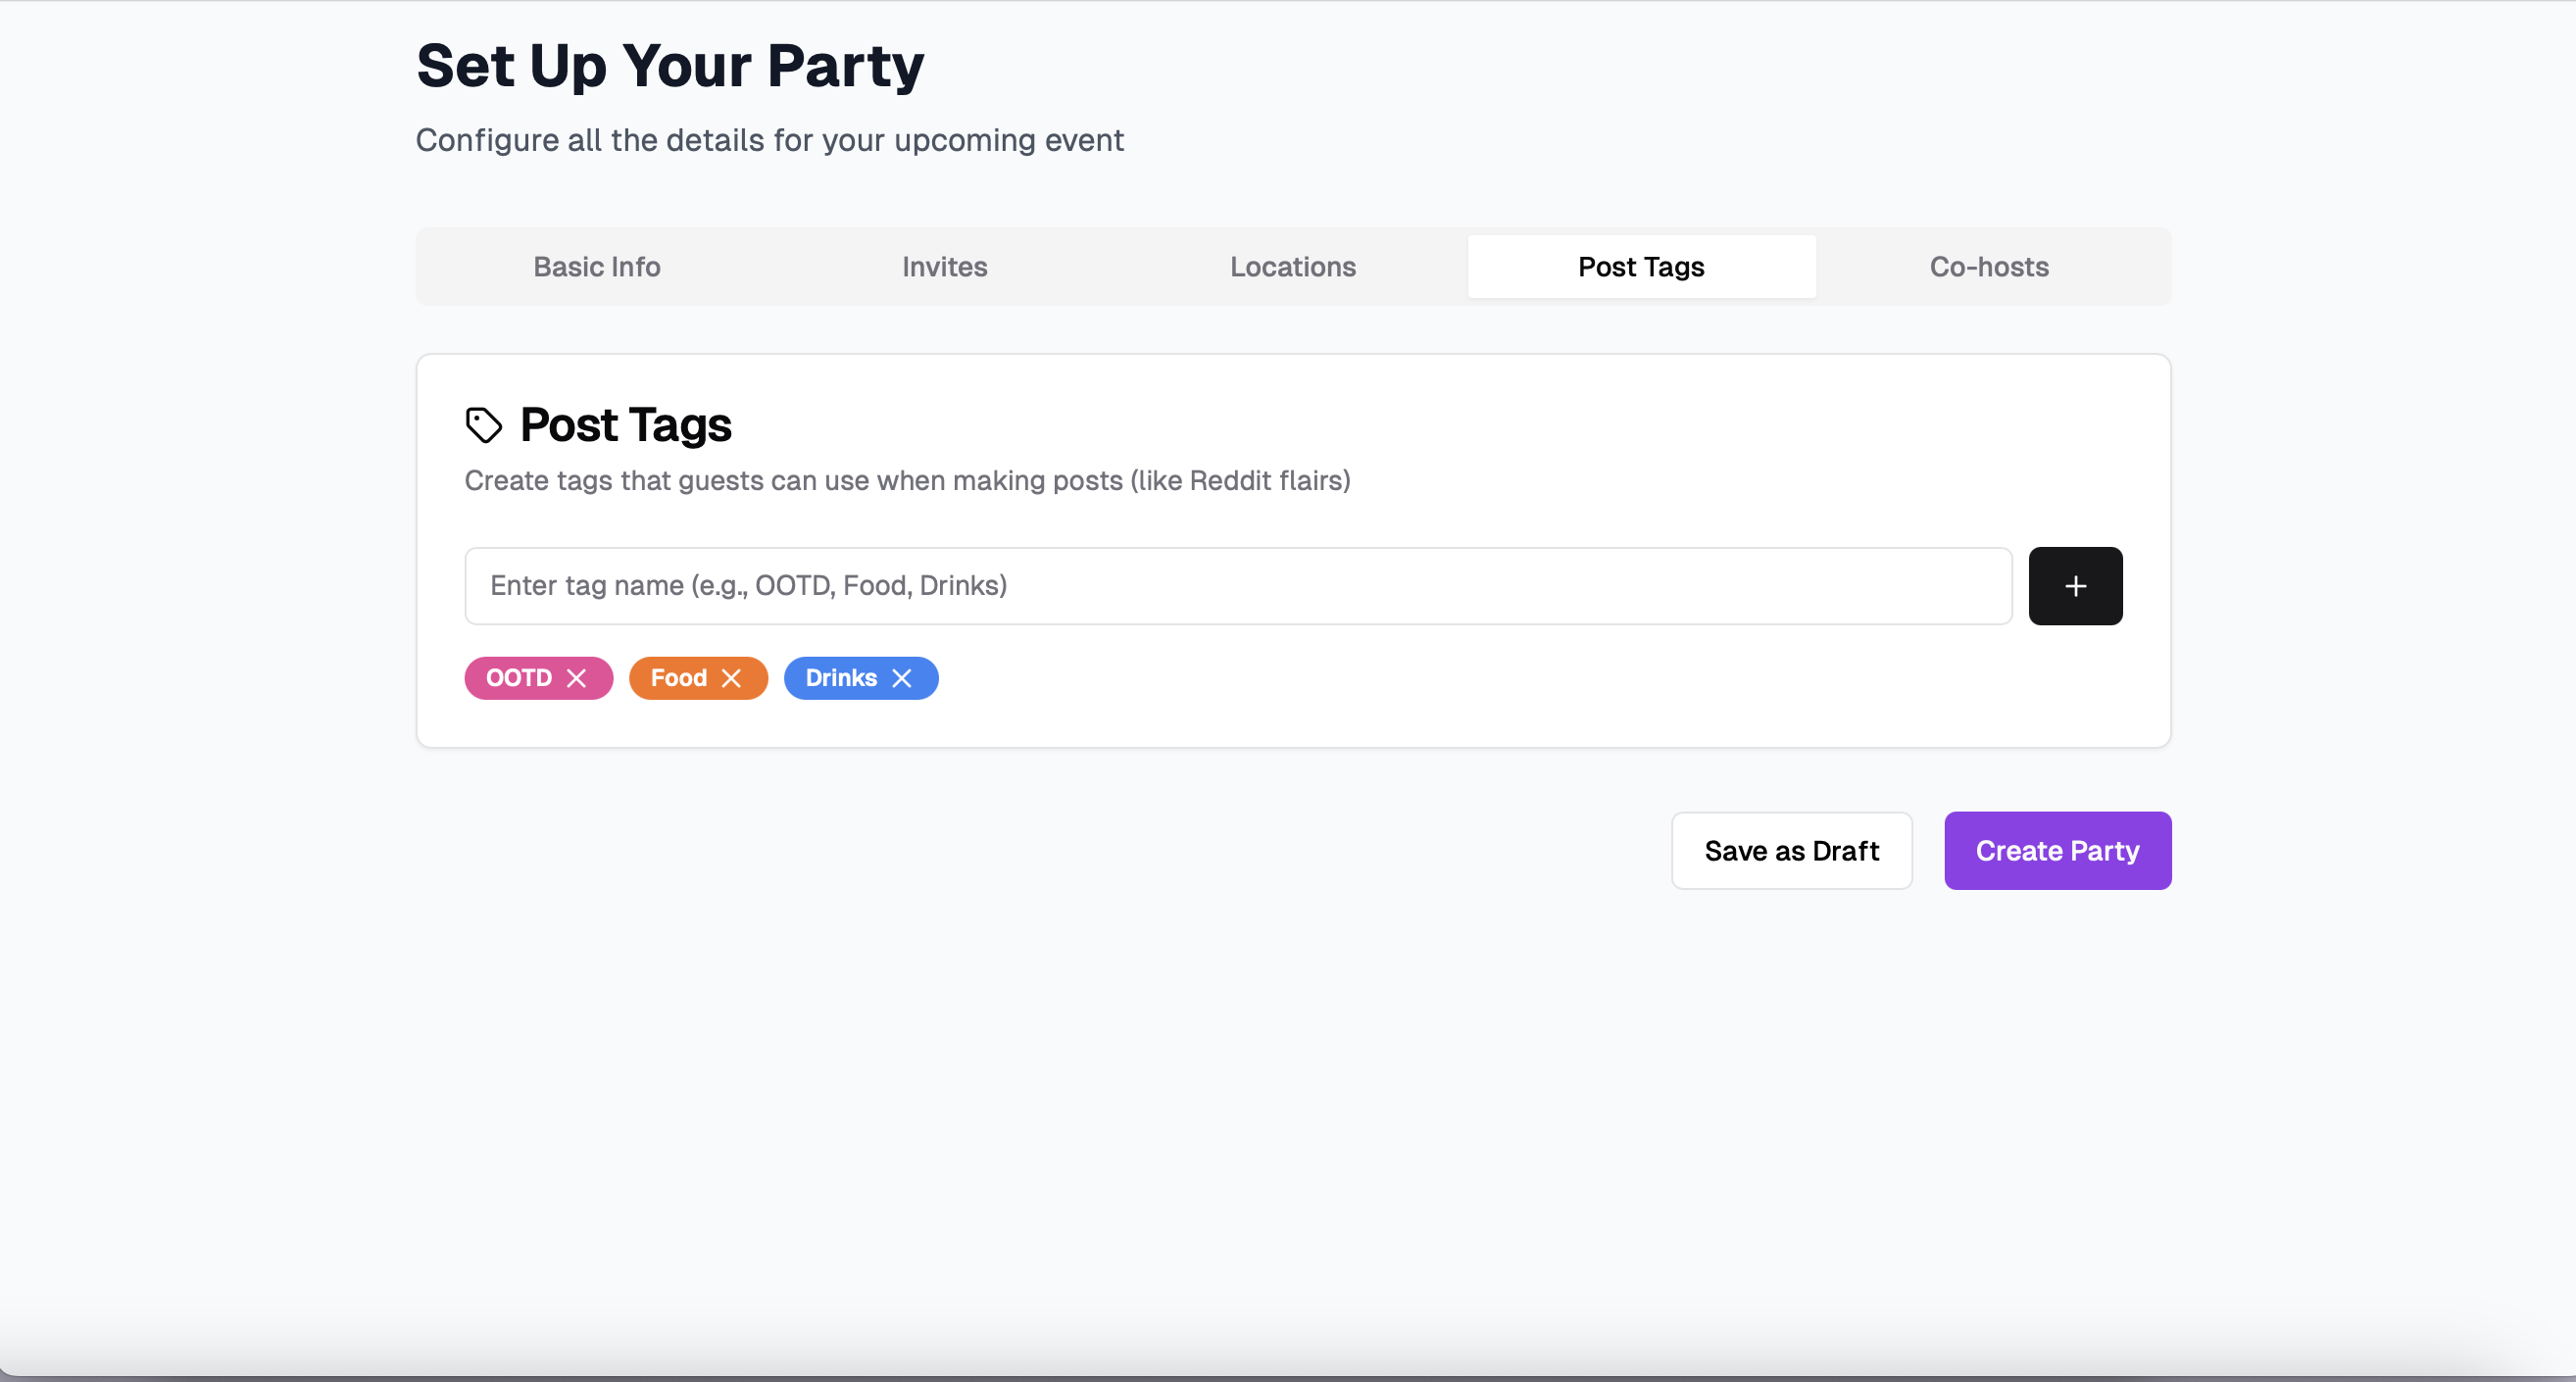 Set Up Your Party
Configure all the details for your upcoming event
Basic Info Invites Locations Post Tags Co-hosts
Post Tags
Create tags that guests can use when making posts (like Reddit flairs)
Enter tag name (e.g., OOTD, Food, Drinks)
OOTD Food Drinks
Save as Draft Create Party